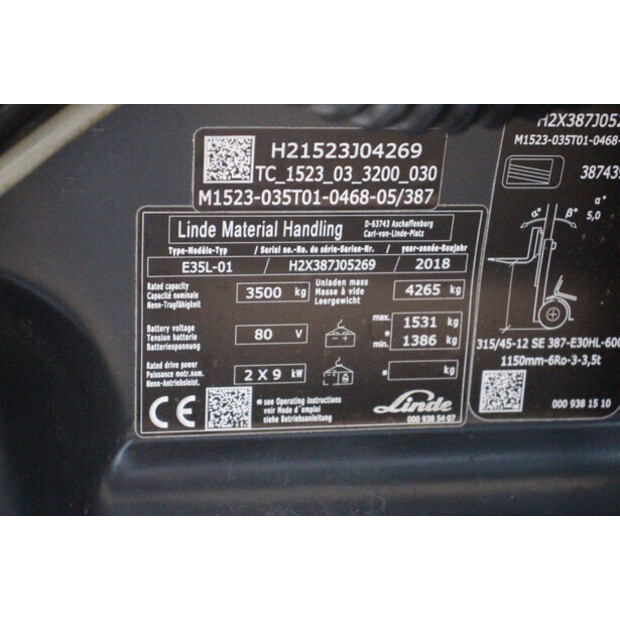 H21523J04269
TC_1523_03_3200_030
M1523-035T01-0468-05/387
Linde Material Handling
D-63743 Aschaffenburg
Carl-von-Linde-Platz
Type-Modèle-Typ / Serial no.-No. de série-Serien-Nr. / year-année-Baujahr
E35L-01 / H2X387J05269 / 2018
Rated capacity
Capacité nominale
Nenn-Tragfähigkeit
3500 kg
Unladen mass
Masse à vide
Leergewicht
4265 kg
Battery voltage
Tension batterie
Batteriespannung
80 V
max. 1531 kg
*
min. 1386 kg
Rated drive power
Puissance motr.nom.
Nenn-Antriebsleist.
2 X 9 kW
* kg
CE
*see Operating instructions
voir Mode d'emploi
siehe Betriebsanleitung
Linde
000 938 54 07
H2X387J052
M1523-035T01-0468-
38743
α° β° α°
5,0
315/45-12 SE 387-E30HL-600
1150mm-6Ro-3-3,5t
000 938 15 10